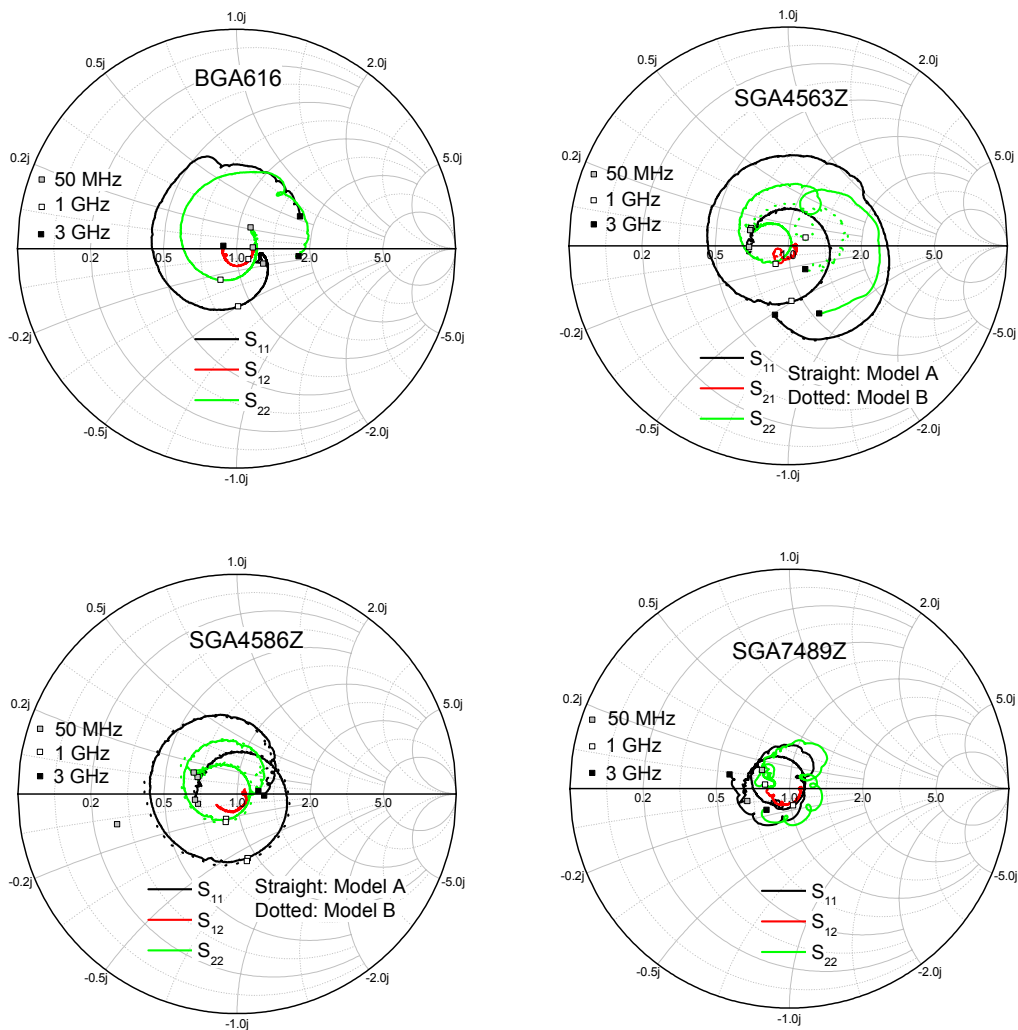 1.0j
0.5j
2.0j
BGA616
0.2j
5.0j
50 MHz
1 GHz
3 GHz
0.2 0.5 1.0 2.0 5.0
-0.2j
-5.0j
S11
S12
S22
-0.5j
-2.0j
-1.0j
1.0j
0.5j
2.0j
SGA4563Z
0.2j
5.0j
50 MHz
1 GHz
3 GHz
0.2 0.5 1.0 2.0 5.0
-0.2j
-5.0j
S11
S21
S22
Straight: Model A
Dotted: Model B
-0.5j
-2.0j
-1.0j
1.0j
0.5j
2.0j
SGA4586Z
0.2j
5.0j
50 MHz
1 GHz
3 GHz
0.2 0.5 1.0 2.0 5.0
-0.2j
-5.0j
S11
S12
S22
Straight: Model A
Dotted: Model B
-0.5j
-2.0j
-1.0j
1.0j
0.5j
2.0j
SGA7489Z
0.2j
5.0j
50 MHz
1 GHz
3 GHz
0.2 0.5 1.0 2.0 5.0
-0.2j
-5.0j
S11
S12
S22
-0.5j
-2.0j
-1.0j